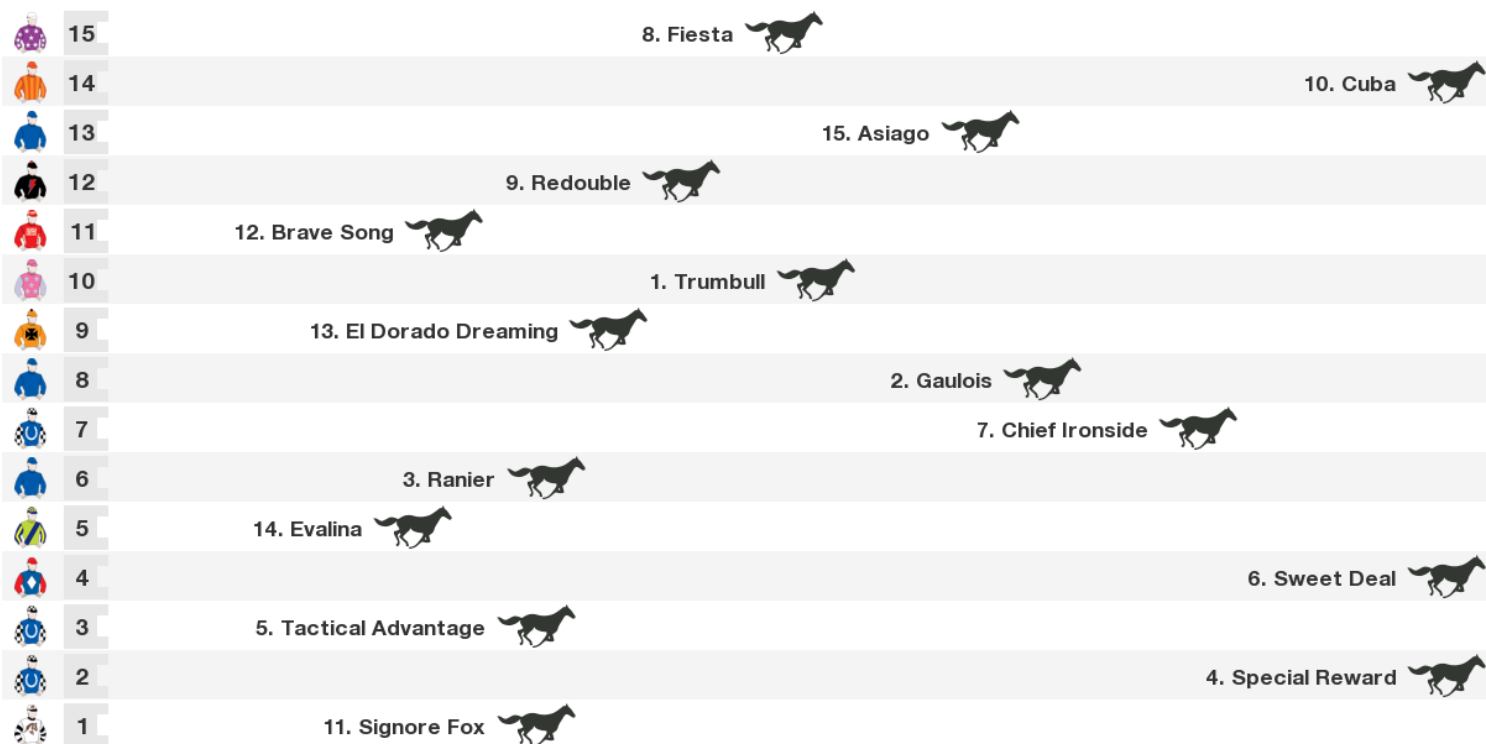 15 8. Fiesta
14 10. Cuba
13 15. Asiago
12 9. Redouble
11 12. Brave Song
10 1. Trumbull
9 13. El Dorado Dreaming
8 2. Gaulois
7 7. Chief Ironside
6 3. Ranier
5 14. Evalina
4 6. Sweet Deal
3 5. Tactical Advantage
2 4. Special Reward
1 11. Signore Fox